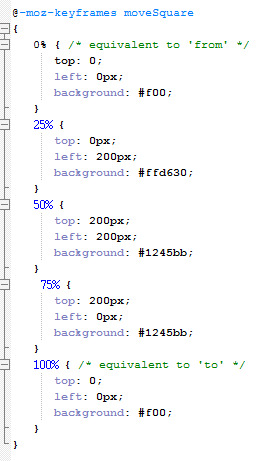 @-moz-keyframes moveSquare
{
0% { /* equivalent to 'from' */
top: 0;
left: 0px;
background: #f00;
}
25% {
top: 0px;
left: 200px;
background: #ffd630;
}
50% {
top: 200px;
left: 200px;
background: #1245bb;
}
75% {
top: 200px;
left: 0px;
background: #1245bb;
}
100% { /* equivalent to 'to' */
top: 0;
left: 0px;
background: #f00;
}
}